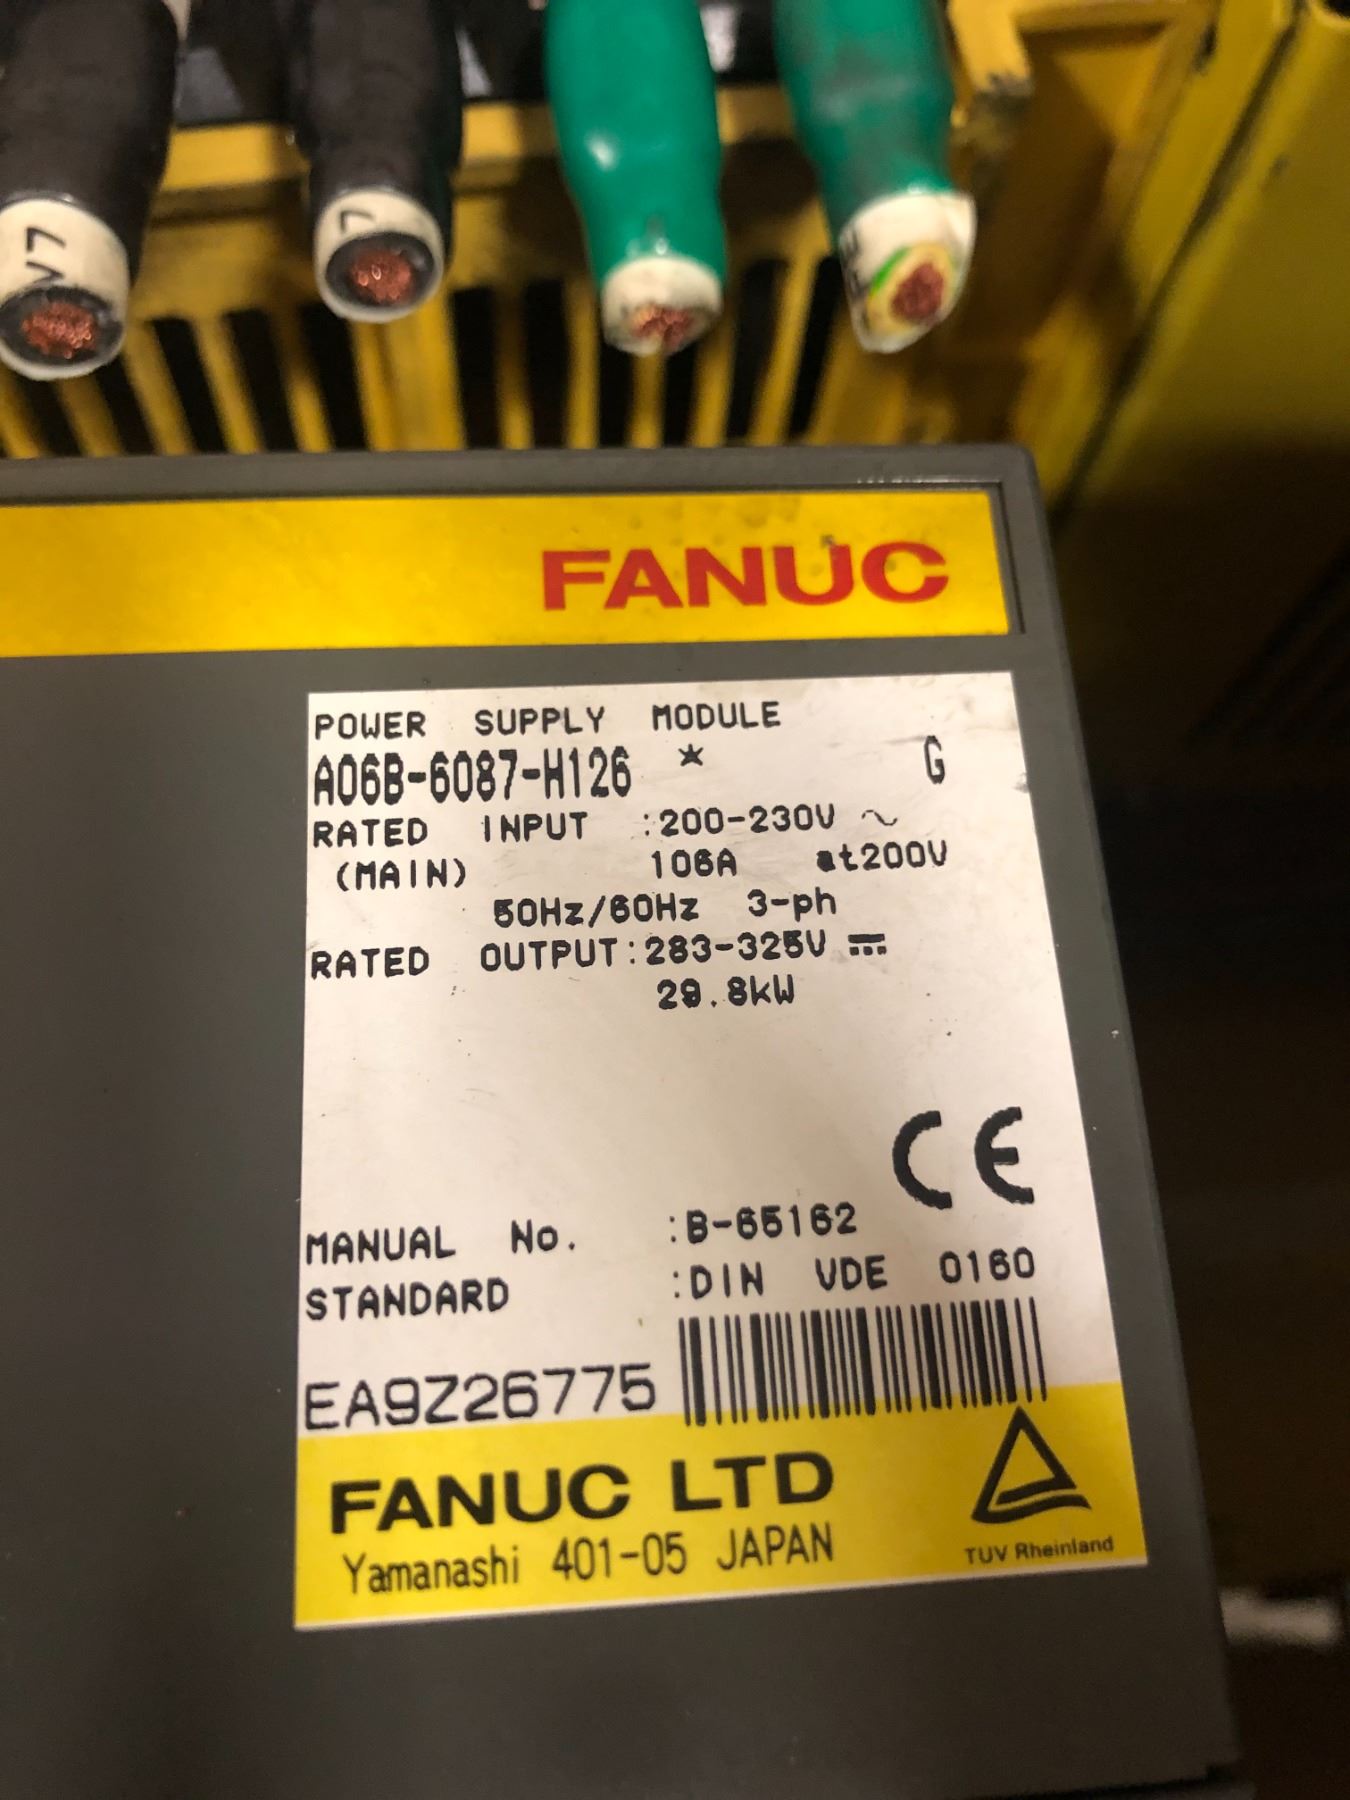 V7
7
FANUC
POWER SUPPLY MODULE
A06B-6087-H126 * G
RATED INPUT :200-230V ~
(MAIN) 106A at200V
50Hz/60Hz 3-ph
RATED OUTPUT:283-325V ⎓
29.8kW
CE
MANUAL No. :B-65162
STANDARD :DIN VDE 0160
EA9Z26775
FANUC LTD
Yamanashi 401-05 JAPAN
TUV Rheinland